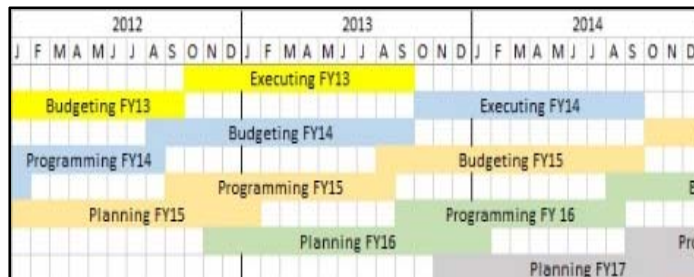 2012 2013 2014
J F M A M J J A S O N D J F M A M J J A S O N D J F M A M J J A S O N D
Executing FY13
Budgeting FY13 Executing FY14
Budgeting FY14
Programming FY14 Budgeting FY15
Programming FY15
Planning FY15 Programming FY 16
Planning FY16
Planning FY17